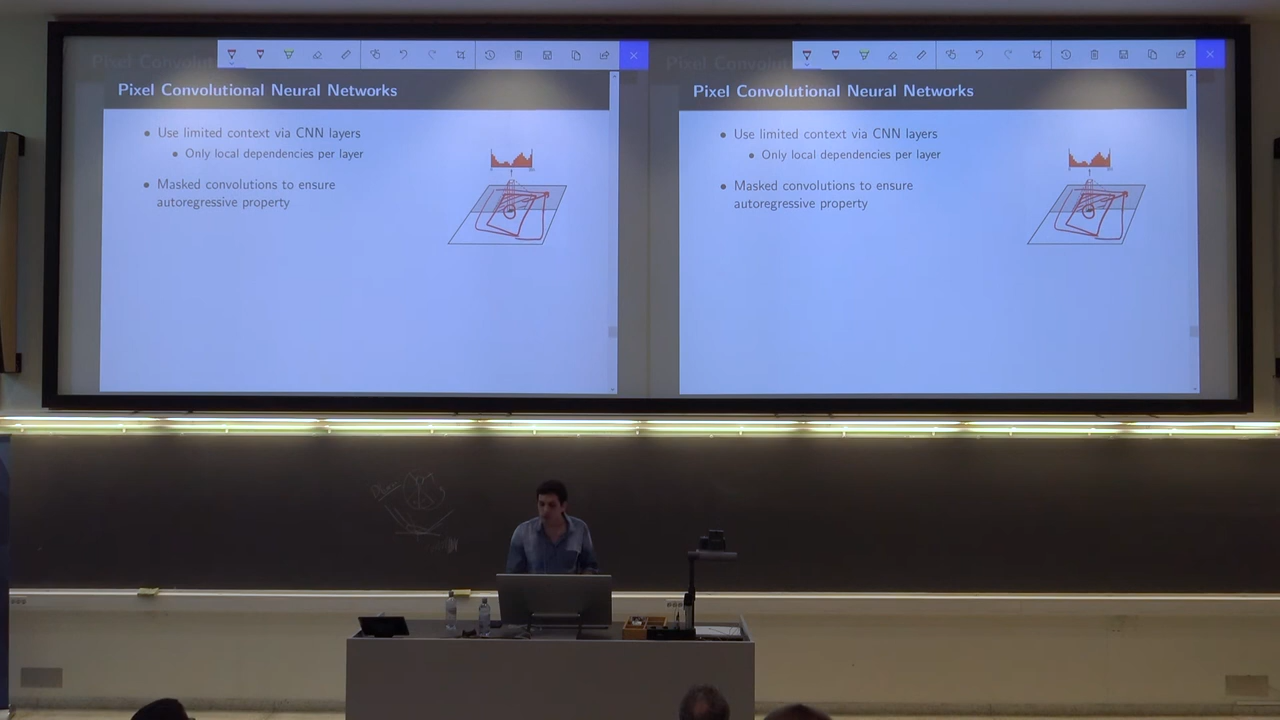 Pixel Convolutional Neural Networks
Use limited context via CNN layers
Only local dependencies per layer
Masked convolutions to ensure
autoregressive property
Pixel Convolutional Neural Networks
Use limited context via CNN layers
Only local dependencies per layer
Masked convolutions to ensure
autoregressive property